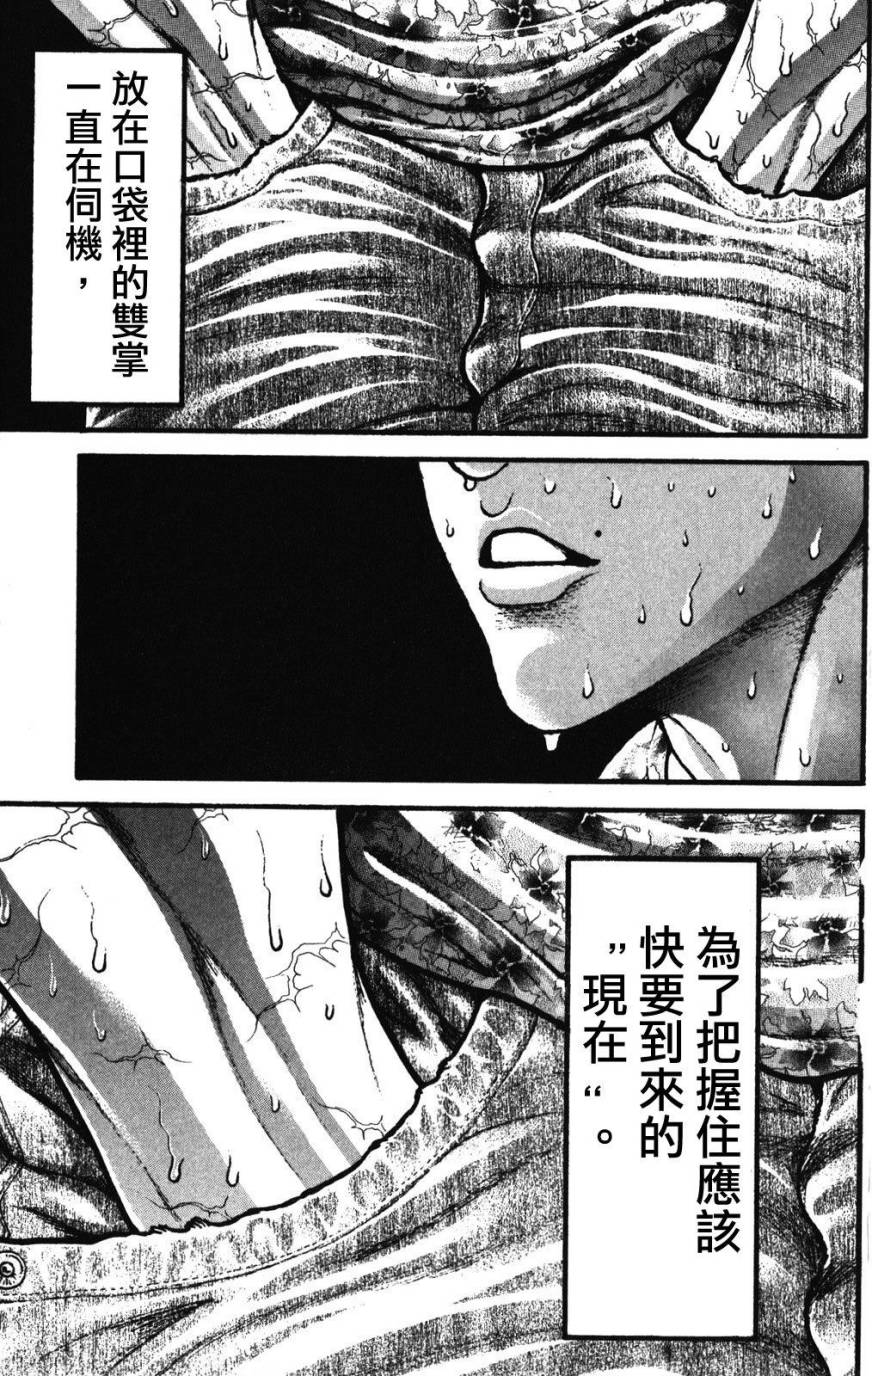 放在口袋裡的雙掌
一直在伺機，
為了把握住應該
快要到來的
”現在“。